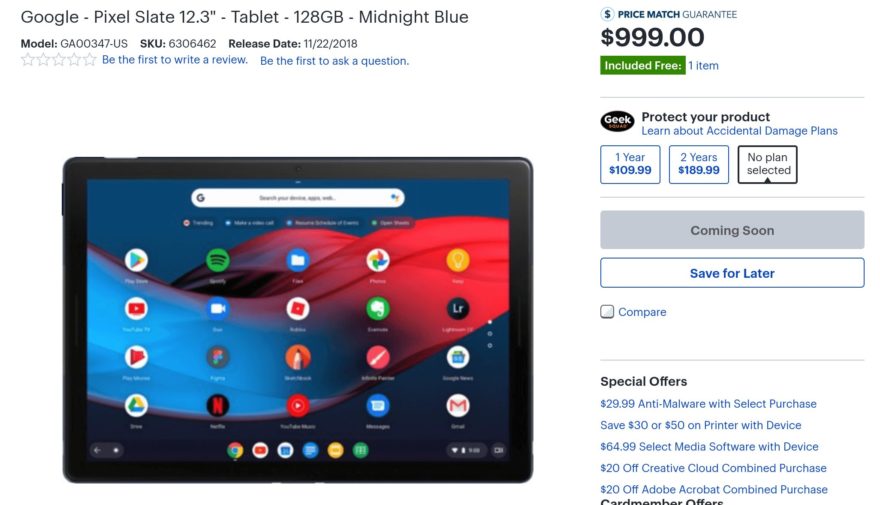 Google - Pixel Slate 12.3" - Tablet - 128GB - Midnight Blue
Model: GA00347-US SKU: 6306462 Release Date: 11/22/2018
Be the first to write a review. Be the first to ask a question.
$ PRICE MATCH GUARANTEE
$999.00
Included Free: 1 item
Geek SQUAD
Protect your product
Learn about Accidental Damage Plans
1 Year
$109.99
2 Years
$189.99
No plan
selected
Coming Soon
Save for Later
Compare
Special Offers
$29.99 Anti-Malware with Select Purchase
Save $30 or $50 on Printer with Device
$64.99 Select Media Software with Device
$20 Off Creative Cloud Combined Purchase
$20 Off Adobe Acrobat Combined Purchase
Cardmember Offers
G Search your device, apps, web...
Trending Make a video call Resume Schedule of Events Open Sheets
Play Store Spotify Files Photos Keep
YouTube TV Duo Roblox Evernote Lightroom CC
Lr
Play Movies Figma Sketchbook Infinite Painter Google News
Drive Netflix YouTube Music Messages Gmail
9:00